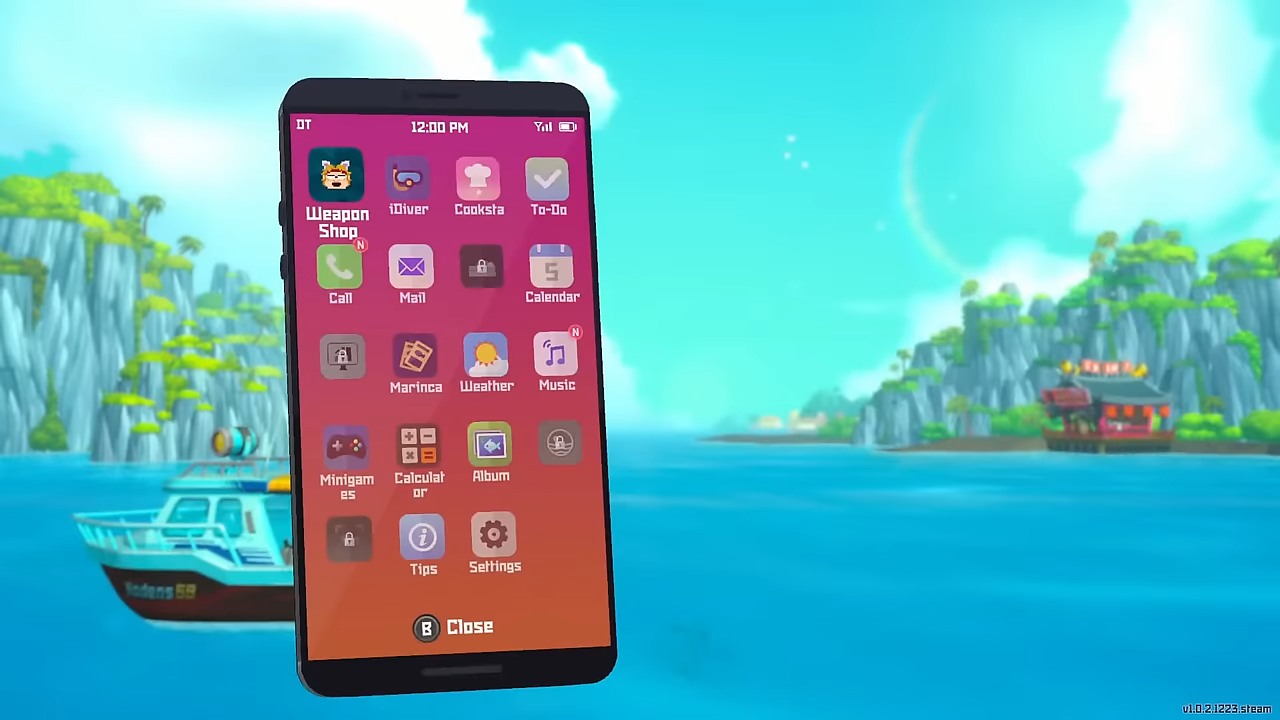 DT
12:00 PM
Weapon
Shop
iDiver
Cooksta
To-Do
N
Call
Mail
5
Calendar
Marinca
Weather
N
Music
Minigam
es
Calculat
or
Album
Tips
Settings
B Close
v1.0.2.1223.steam